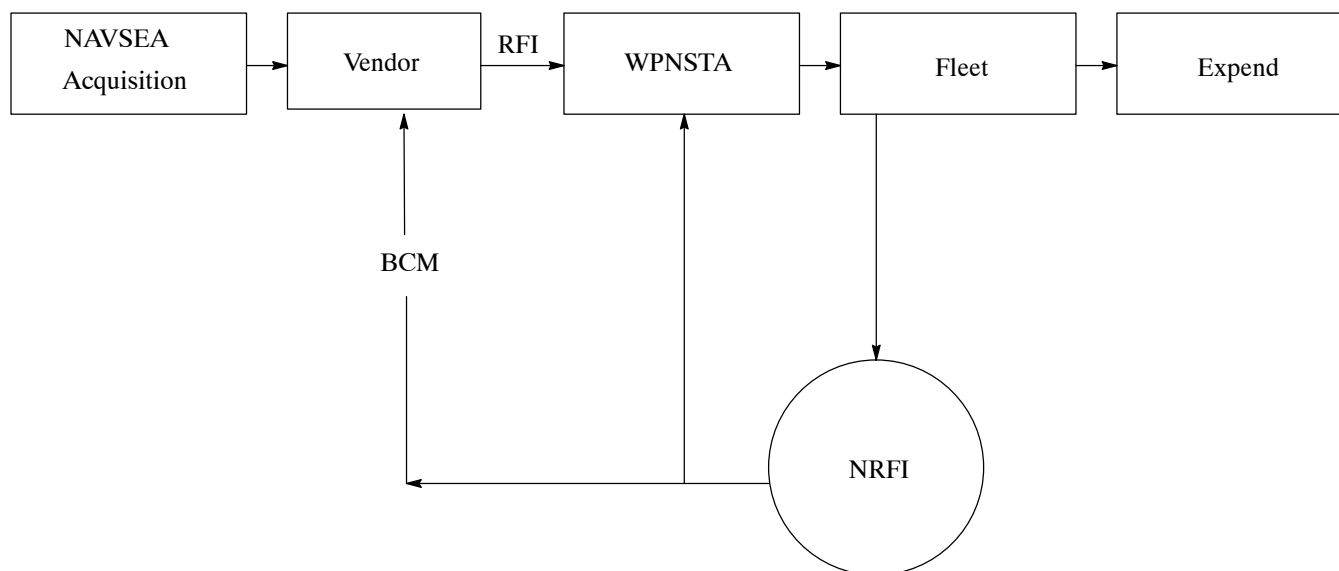 NAVSEA
Acquisition
Vendor
RFI
WPNSTA
Fleet
Expend
BCM
NRFI